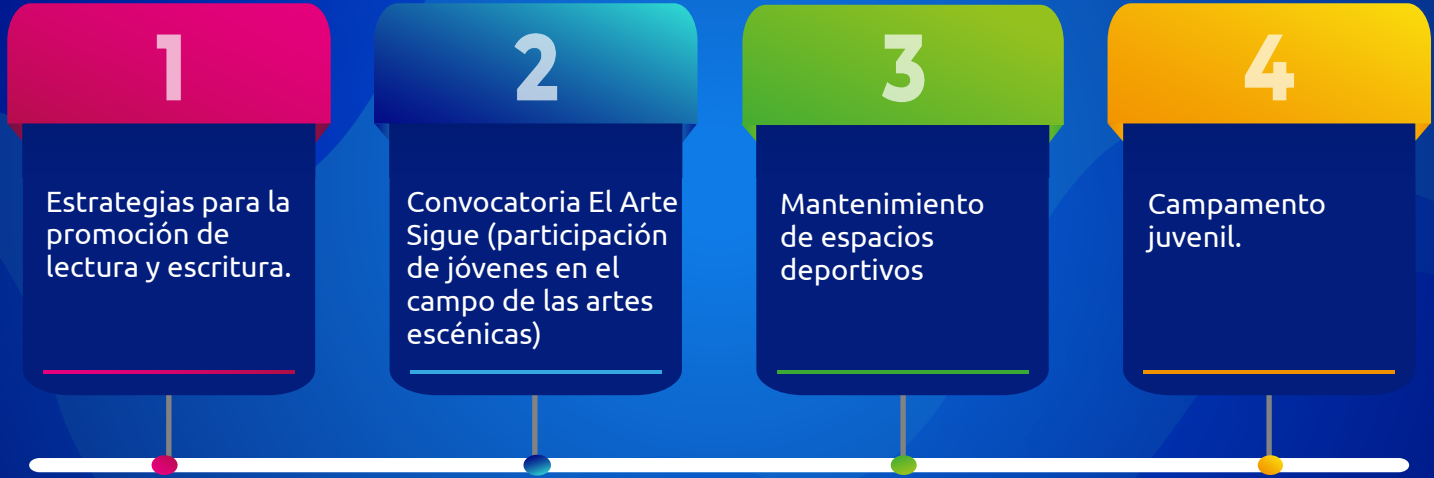 1
Estrategias para la
promoción de
lectura y escritura.
2
Convocatoria El Arte
Sigue (participación
de jóvenes en el
campo de las artes
escénicas)
3
Mantenimiento
de espacios
deportivos
4
Campamento
juvenil.